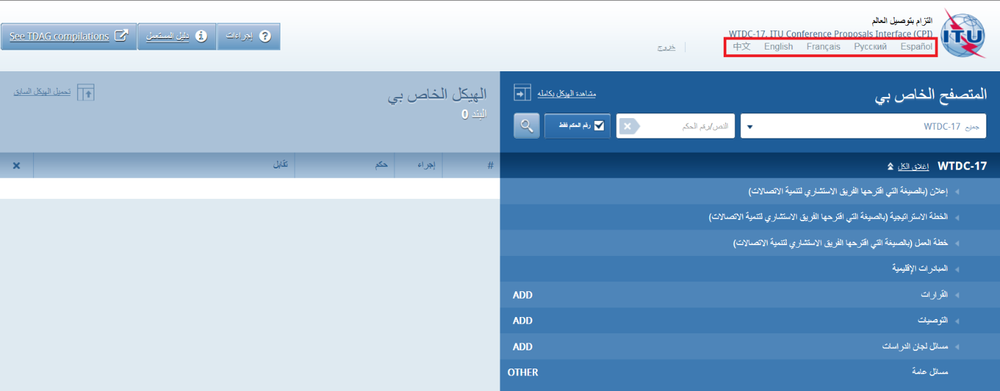 التزام بتوصيل العالم
WTDC-17, ITU Conference Proposals Interface (CPI)
中文 English Français Русский Español
خروج
ITU
إجراءات
دليل المستعمل
See TDAG compilations
المتصفح الخاص بي
مشاهدة الهيكل بكامله
جميع WTDC-17
النص/رقم الحكم
رقم الحكم فقط
الهيكل الخاص بي
البند 0
تحميل الهيكل السابق
WTDC-17 إغلاق الكل
# إجراء حكم تقابل
إعلان (بالصيغة التي اقترحها الفريق الاستشاري لتنمية الاتصالات)
الخطة الاستراتيجية (بالصيغة التي اقترحها الفريق الاستشاري لتنمية الاتصالات)
خطة العمل (بالصيغة التي اقترحها الفريق الاستشاري لتنمية الاتصالات)
المبادرات الإقليمية
القرارات ADD
التوصيات ADD
مسائل لجان الدراسات ADD
مسائل عامة OTHER